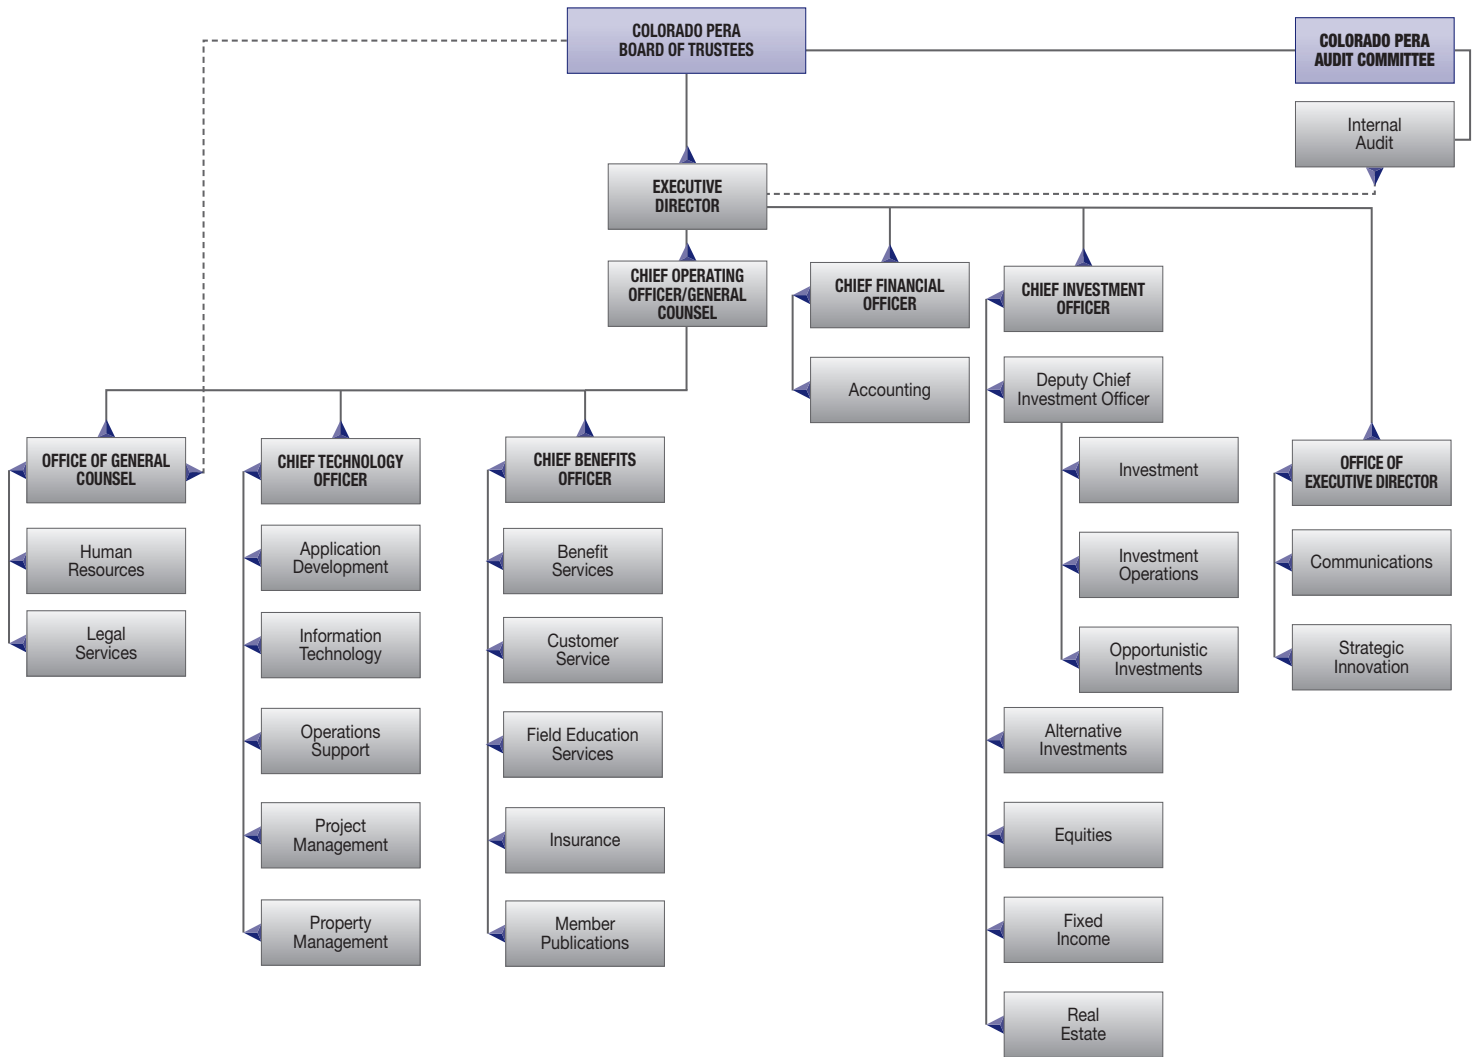 COLORADO PERA
BOARD OF TRUSTEES
COLORADO PERA
AUDIT COMMITTEE
Internal
Audit
EXECUTIVE
DIRECTOR
CHIEF OPERATING
OFFICER/GENERAL
COUNSEL
CHIEF FINANCIAL
OFFICER
Accounting
CHIEF INVESTMENT
OFFICER
Deputy Chief
Investment Officer
Investment
Investment
Operations
Opportunistic
Investments
Alternative
Investments
Equities
Fixed
Income
Real
Estate
OFFICE OF
EXECUTIVE DIRECTOR
Communications
Strategic
Innovation
OFFICE OF GENERAL
COUNSEL
Human
Resources
Legal
Services
CHIEF TECHNOLOGY
OFFICER
Application
Development
Information
Technology
Operations
Support
Project
Management
Property
Management
CHIEF BENEFITS
OFFICER
Benefit
Services
Customer
Service
Field Education
Services
Insurance
Member
Publications